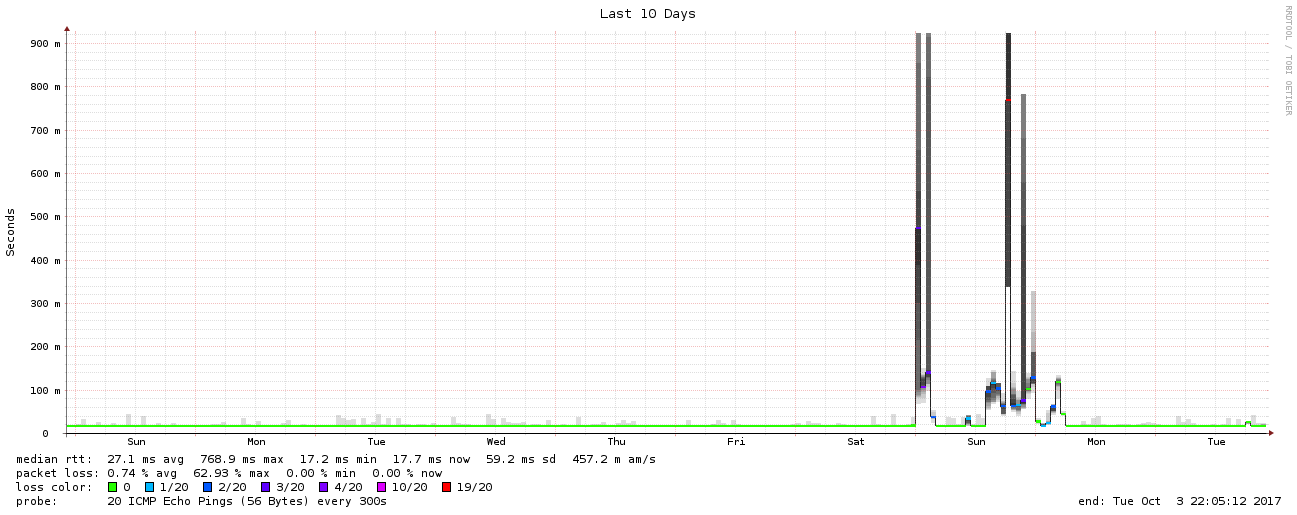 Last 10 Days
RRDTOOL / TOBI OETIKER
900 m
800 m
700 m
600 m
500 m
400 m
300 m
200 m
100 m
0
Seconds
Sun Mon Tue Wed Thu Fri Sat Sun Mon Tue
median rtt: 27.1 ms avg 768.9 ms max 17.2 ms min 17.7 ms now 59.2 ms sd 457.2 m am/s
packet loss: 0.74 % avg 62.93 % max 0.00 % min 0.00 % now
loss color: 0 1/20 2/20 3/20 4/20 10/20 19/20
probe: 20 ICMP Echo Pings (56 Bytes) every 300s end: Tue Oct 3 22:05:12 2017